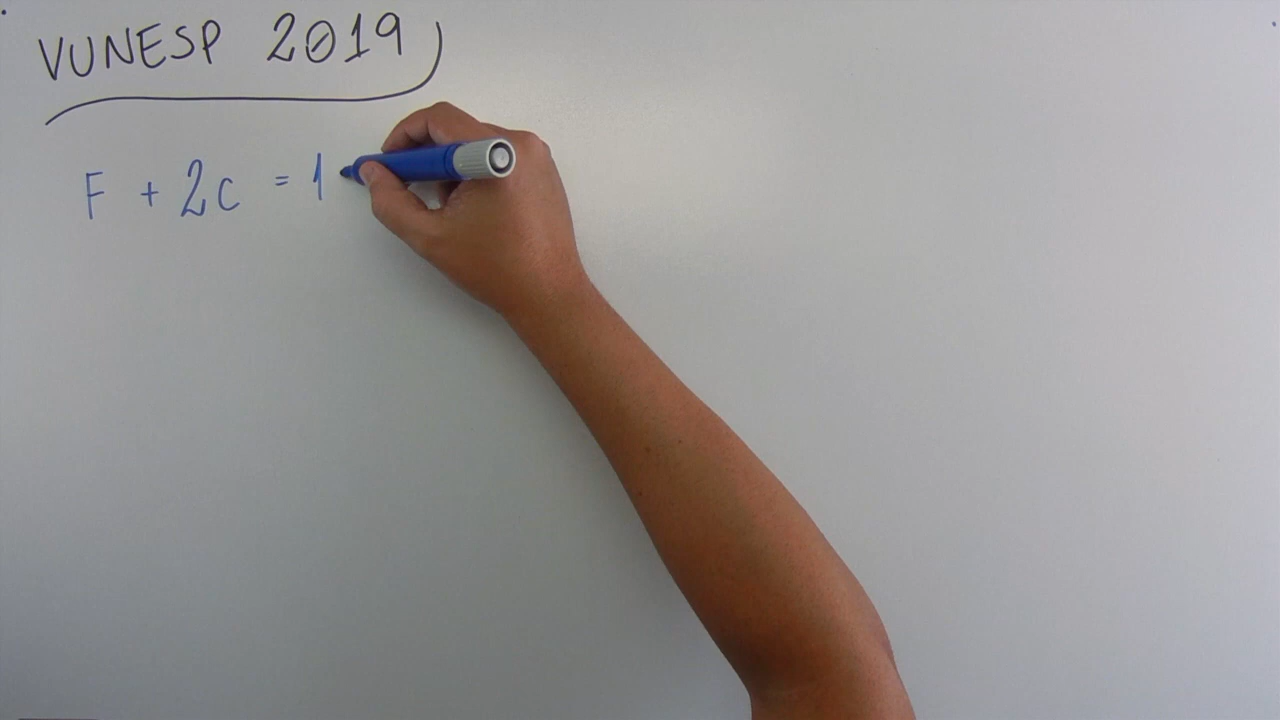 VUNESP 2019
F + 2c = 1